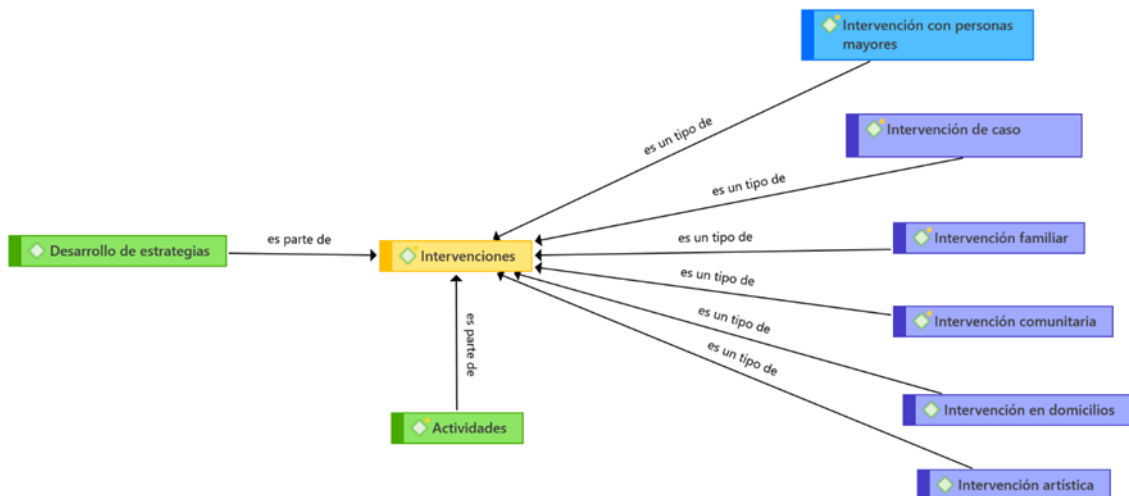 Intervención con personas
mayores
es un tipo de
Intervención de caso
es un tipo de
Desarrollo de estrategias
es parte de
Intervenciones
es un tipo de
Intervención familiar
es un tipo de
Intervención comunitaria
es un tipo de
es un tipo de
es parte de
Actividades
Intervención en domicilios
Intervención artística